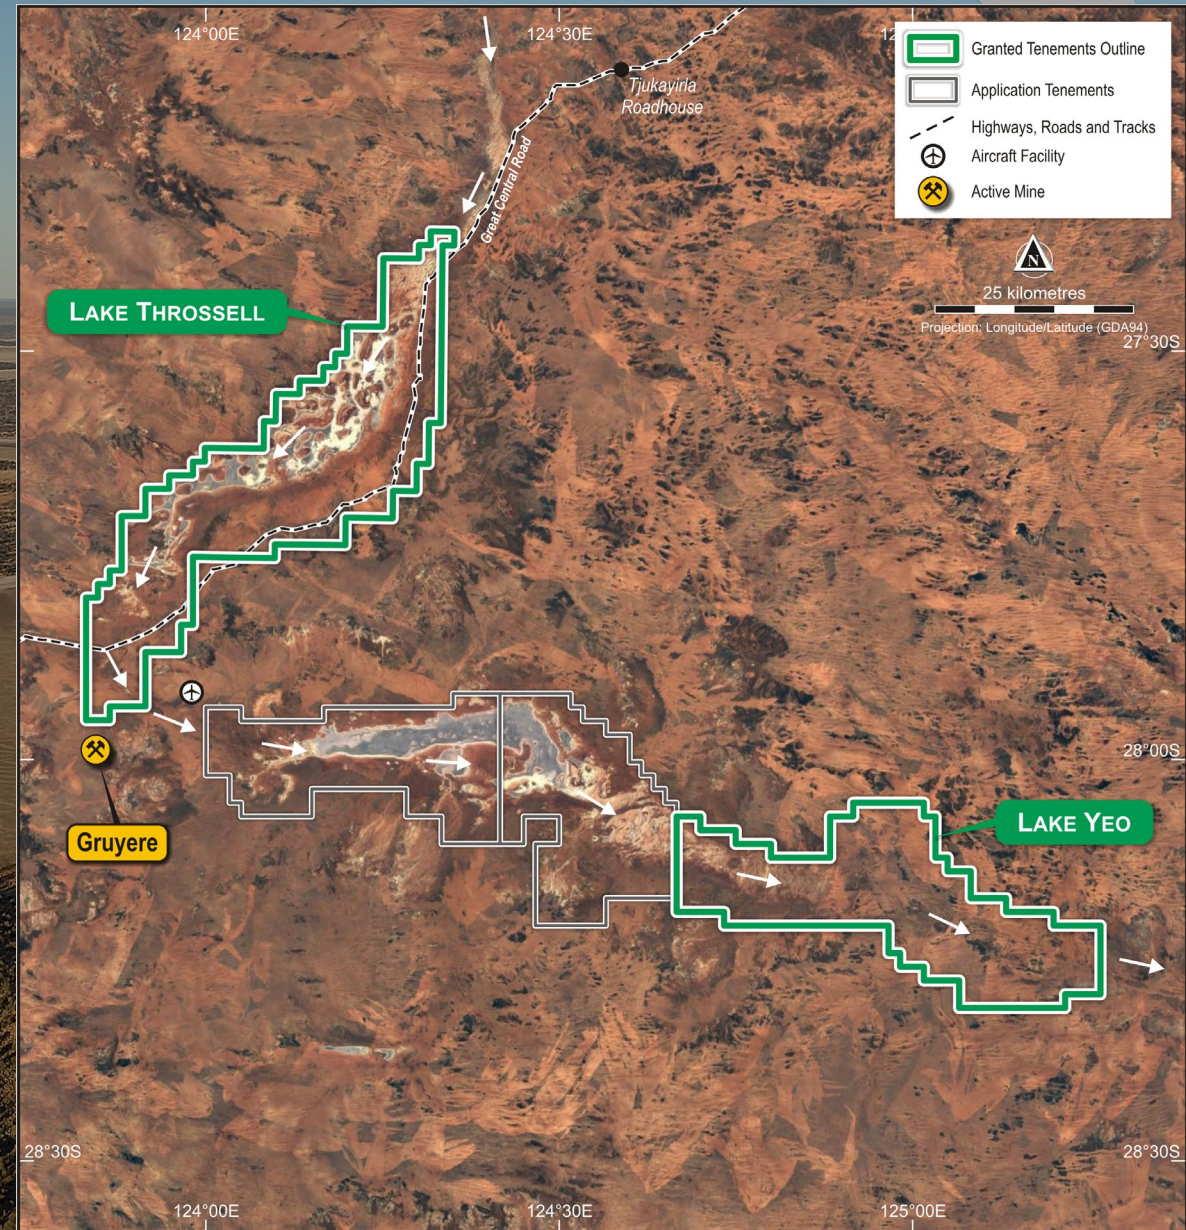 124°00E
124°30E
Granted Tenements Outline
Application Tenements
Highways, Roads and Tracks
Aircraft Facility
Active Mine
Tjukayirla
Roadhouse
Great Central Road
N
25 kilometres
Projection: Longitude/Latitude (GDA94)
27°30S
LAKE THROSSELL
28°00S
Gruyere
LAKE YEO
28°30S
28°30S
124°00E
124°30E
125°00E